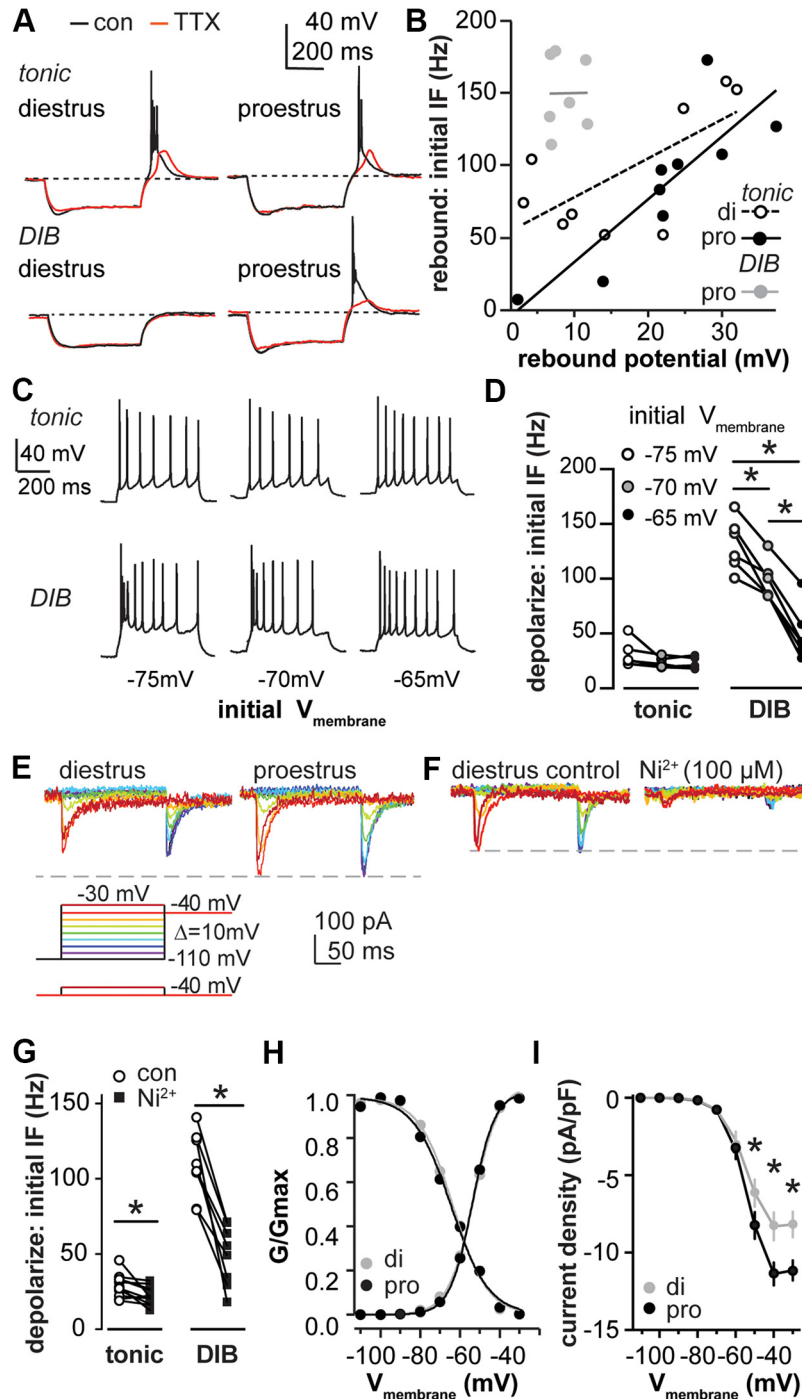 A
con TTX
40 mV
200 ms
tonic
diestrus
proestrus
DIB
diestrus
proestrus
B
rebound: initial IF (Hz)
200
150
100
50
0
0 10 20 30
rebound potential (mV)
tonic
di
pro
DIB
pro
C
tonic
40 mV
200 ms
DIB
-75mV
-70mV
-65mV
initial Vmembrane
D
initial Vmembrane
-75 mV
-70 mV
-65 mV
depolarize: initial IF (Hz)
200
150
100
50
0
* * *
tonic DIB
E
diestrus
proestrus
-30 mV
-40 mV
Δ=10mV
-110 mV
-40 mV
100 pA
50 ms
F
diestrus control
Ni2+ (100 µM)
G
con
Ni2+
depolarize: initial IF (Hz)
150
100
50
0
* *
tonic DIB
H
G/Gmax
1.0
0.8
0.6
0.4
0.2
0.0
di
pro
-100 -80 -60 -40
Vmembrane (mV)
I
current density (pA/pF)
0
-5
-10
-15
* * *
di
pro
-100 -80 -60 -40
Vmembrane (mV)